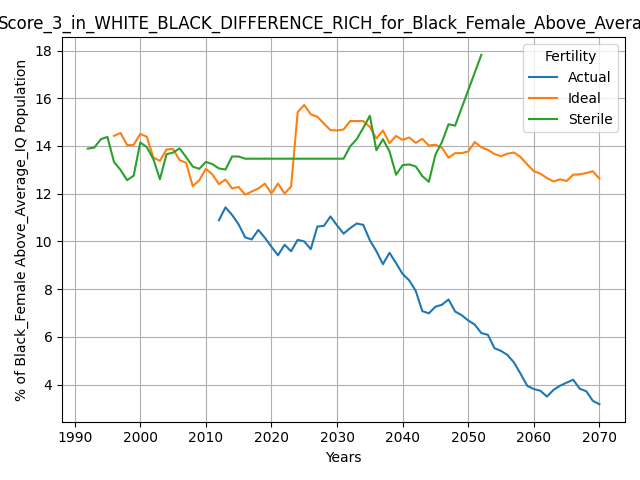 Score_3_in_WHITE_BLACK_DIFFERENCE_RICH_for_Black_Female_Above_Avera
Fertility
Actual
Ideal
Sterile
% of Black_Female Above_Average_IQ Population
18
16
14
12
10
8
6
4
1990 2000 2010 2020 2030 2040 2050 2060 2070
Years